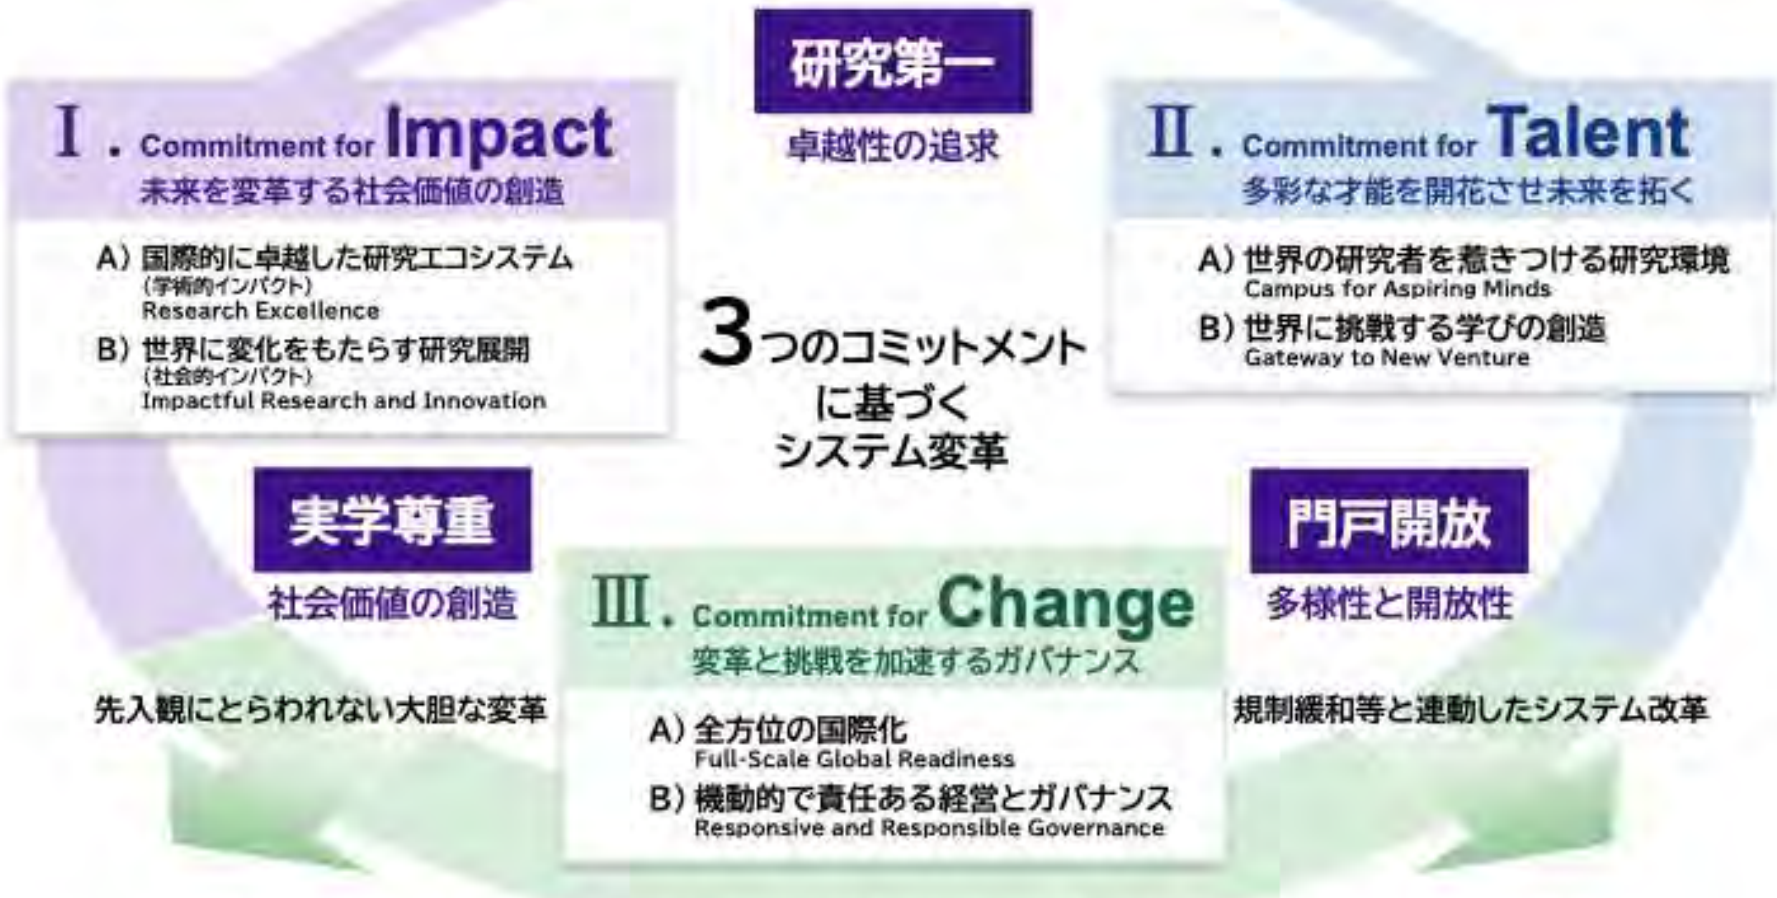 研究第一
卓越性の追求
Ⅰ. Commitment for Impact
未来を変革する社会価値の創造
A) 国際的に卓越した研究エコシステム
(学術的インパクト)
Research Excellence
B) 世界に変化をもたらす研究展開
(社会的インパクト)
Impactful Research and Innovation
Ⅱ. Commitment for Talent
多彩な才能を開花させ未来を拓く
A) 世界の研究者を惹きつける研究環境
Campus for Aspiring Minds
B) 世界に挑戦する学びの創造
Gateway to New Venture
3つのコミットメント
に基づく
システム変革
実学尊重
社会価値の創造
門戸開放
多様性と開放性
Ⅲ. Commitment for Change
変革と挑戦を加速するガバナンス
A) 全方位の国際化
Full-Scale Global Readiness
B) 機動的で責任ある経営とガバナンス
Responsive and Responsible Governance
先入観にとらわれない大胆な変革
規制緩和等と連動したシステム改革